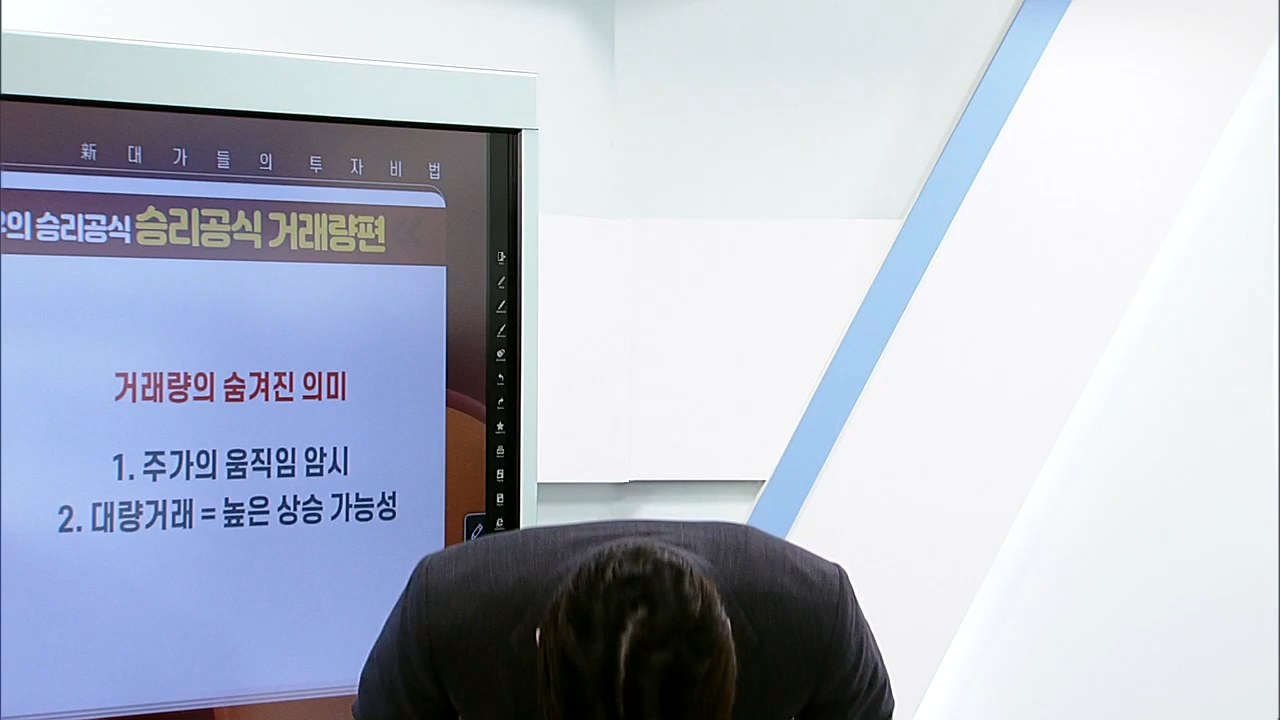 新 대 가 들 의 투 자 비 법
의 승리공식 승리공식 거래량편
거래량의 숨겨진 의미
1. 주가의 움직임 암시
2. 대량거래 = 높은 상승 가능성